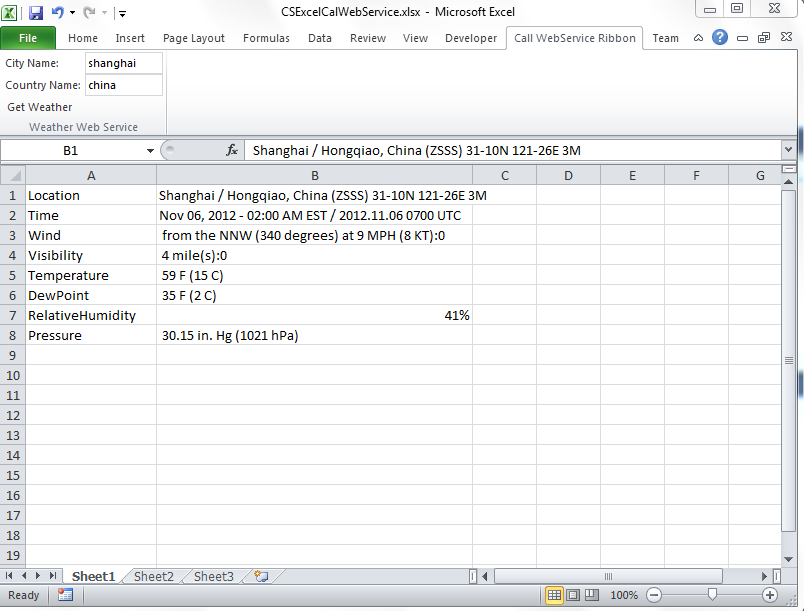 CSExcelCalWebService.xlsx - Microsoft Excel
File Home Insert Page Layout Formulas Data Review View Developer Call WebService Ribbon Team
City Name: shanghai
Country Name: china
Get Weather
Weather Web Service
B1 fx Shanghai / Hongqiao, China (ZSSS) 31-10N 121-26E 3M
A B C D E F G
1 Location Shanghai / Hongqiao, China (ZSSS) 31-10N 121-26E 3M
2 Time Nov 06, 2012 - 02:00 AM EST / 2012.11.06 0700 UTC
3 Wind from the NNW (340 degrees) at 9 MPH (8 KT):0
4 Visibility 4 mile(s):0
5 Temperature 59 F (15 C)
6 DewPoint 35 F (2 C)
7 RelativeHumidity 41%
8 Pressure 30.15 in. Hg (1021 hPa)
9
10
11
12
13
14
15
16
17
18
19
Sheet1 Sheet2 Sheet3
Ready 100%